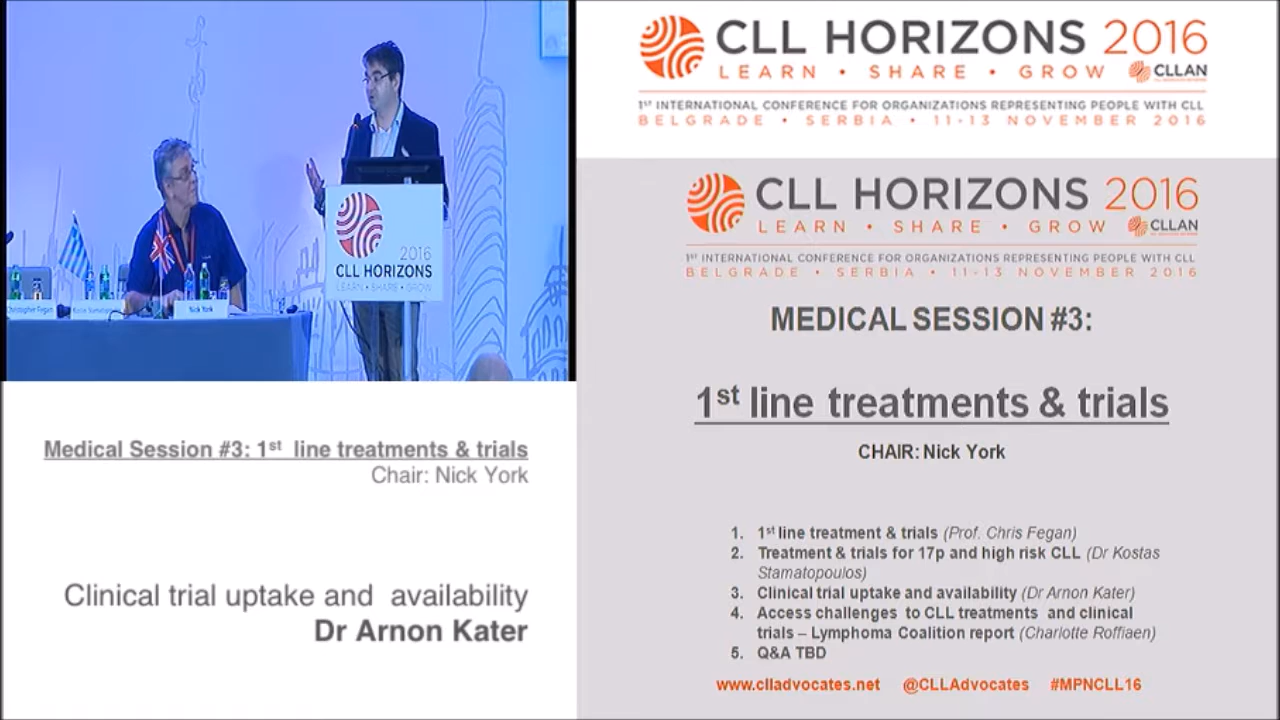 CLL HORIZONS 2016
LEARN • SHARE • GROW CLLAN
1ST INTERNATIONAL CONFERENCE FOR ORGANIZATIONS REPRESENTING PEOPLE WITH CLL
BELGRADE • SERBIA • 11-13 NOVEMBER 2016
CLL HORIZONS 2016
LEARN • SHARE • GROW CLLAN
1ST INTERNATIONAL CONFERENCE FOR ORGANIZATIONS REPRESENTING PEOPLE WITH CLL
BELGRADE • SERBIA • 11-13 NOVEMBER 2016
MEDICAL SESSION #3:
1st line treatments & trials
CHAIR: Nick York
1. 1st line treatment & trials (Prof. Chris Fegan)
2. Treatment & trials for 17p and high risk CLL (Dr Kostas
Stamatopoulos)
3. Clinical trial uptake and availability (Dr Arnon Kater)
4. Access challenges to CLL treatments and clinical
trials – Lymphoma Coalition report (Charlotte Roffiaen)
5. Q&A TBD
www.clladvocates.net @CLLAdvocates #MPNCLL16
2016
CLL HORIZONS
LEARN • SHARE • GROW
Christopher Fegan
Nick York
Medical Session #3: 1st line treatments & trials
Chair: Nick York
Clinical trial uptake and availability
Dr Arnon Kater